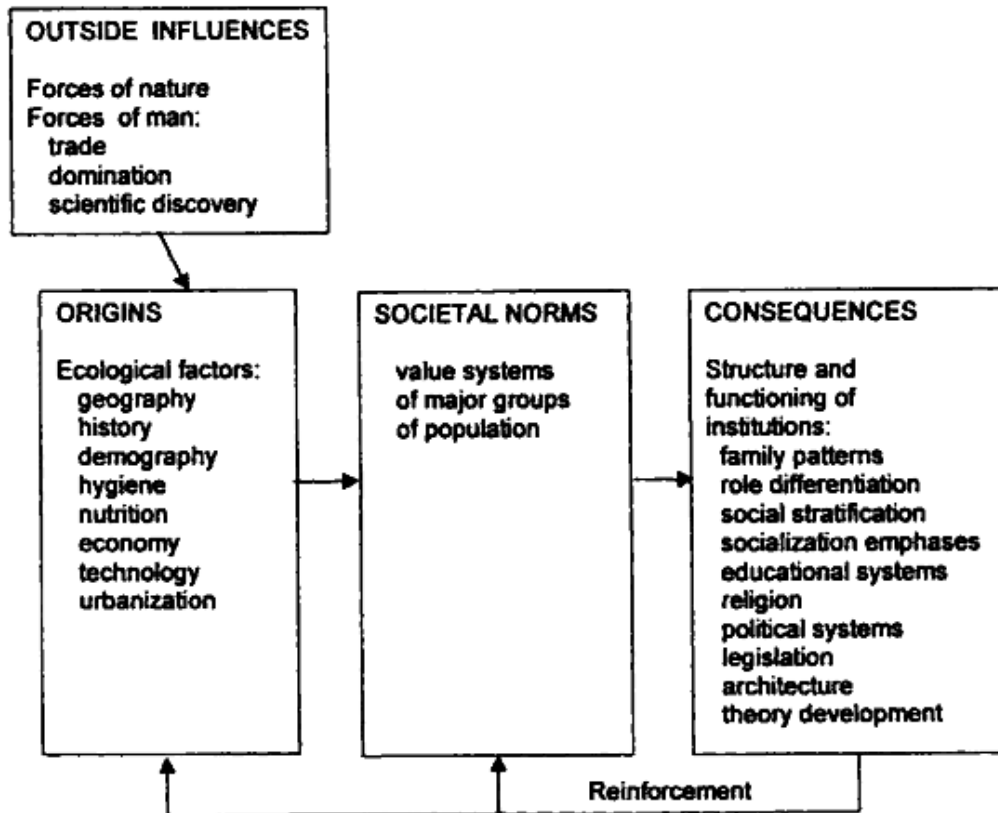 OUTSIDE INFLUENCES
Forces of nature
Forces of man:
trade
domination
scientific discovery
ORIGINS
Ecological factors:
geography
history
demography
hygiene
nutrition
economy
technology
urbanization
SOCIETAL NORMS
value systems
of major groups
of population
CONSEQUENCES
Structure and
functioning of
institutions:
family patterns
role differentiation
social stratification
socialization emphases
educational systems
religion
political systems
legislation
architecture
theory development
Reinforcement